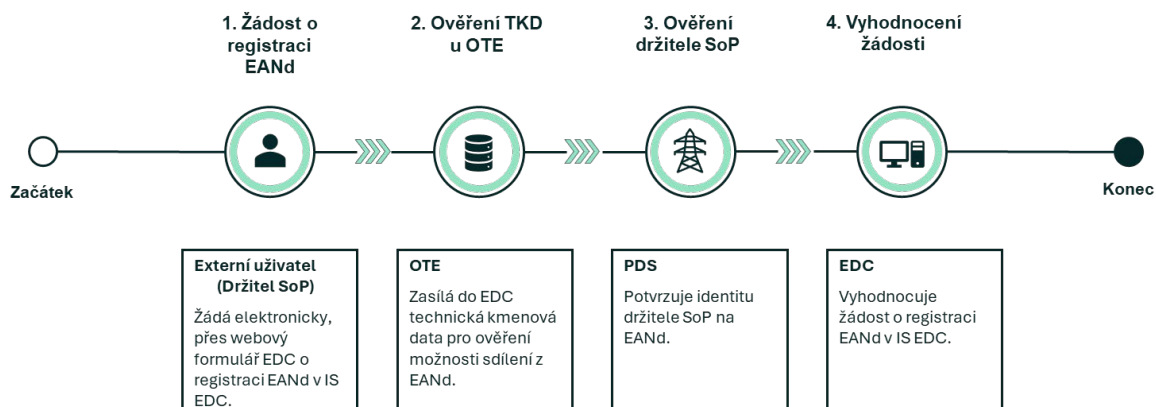 1. Žádost o
registraci
EANd
2. Ověření TKD
u OTE
3. Ověření
držitele SoP
4. Vyhodnocení
žádosti
Začátek
Konec
Externí uživatel
(Držitel SoP)
Žádá elektronicky,
přes webový
formulář EDC o
registraci EANd v IS
EDC.
OTE
Zasílá do EDC
technická kmenová
data pro ověření
možnosti sdílení z
EANd.
PDS
Potvrzuje identitu
držitele SoP na
EANd.
EDC
Vyhodnocuje
žádost o registraci
EANd v IS EDC.